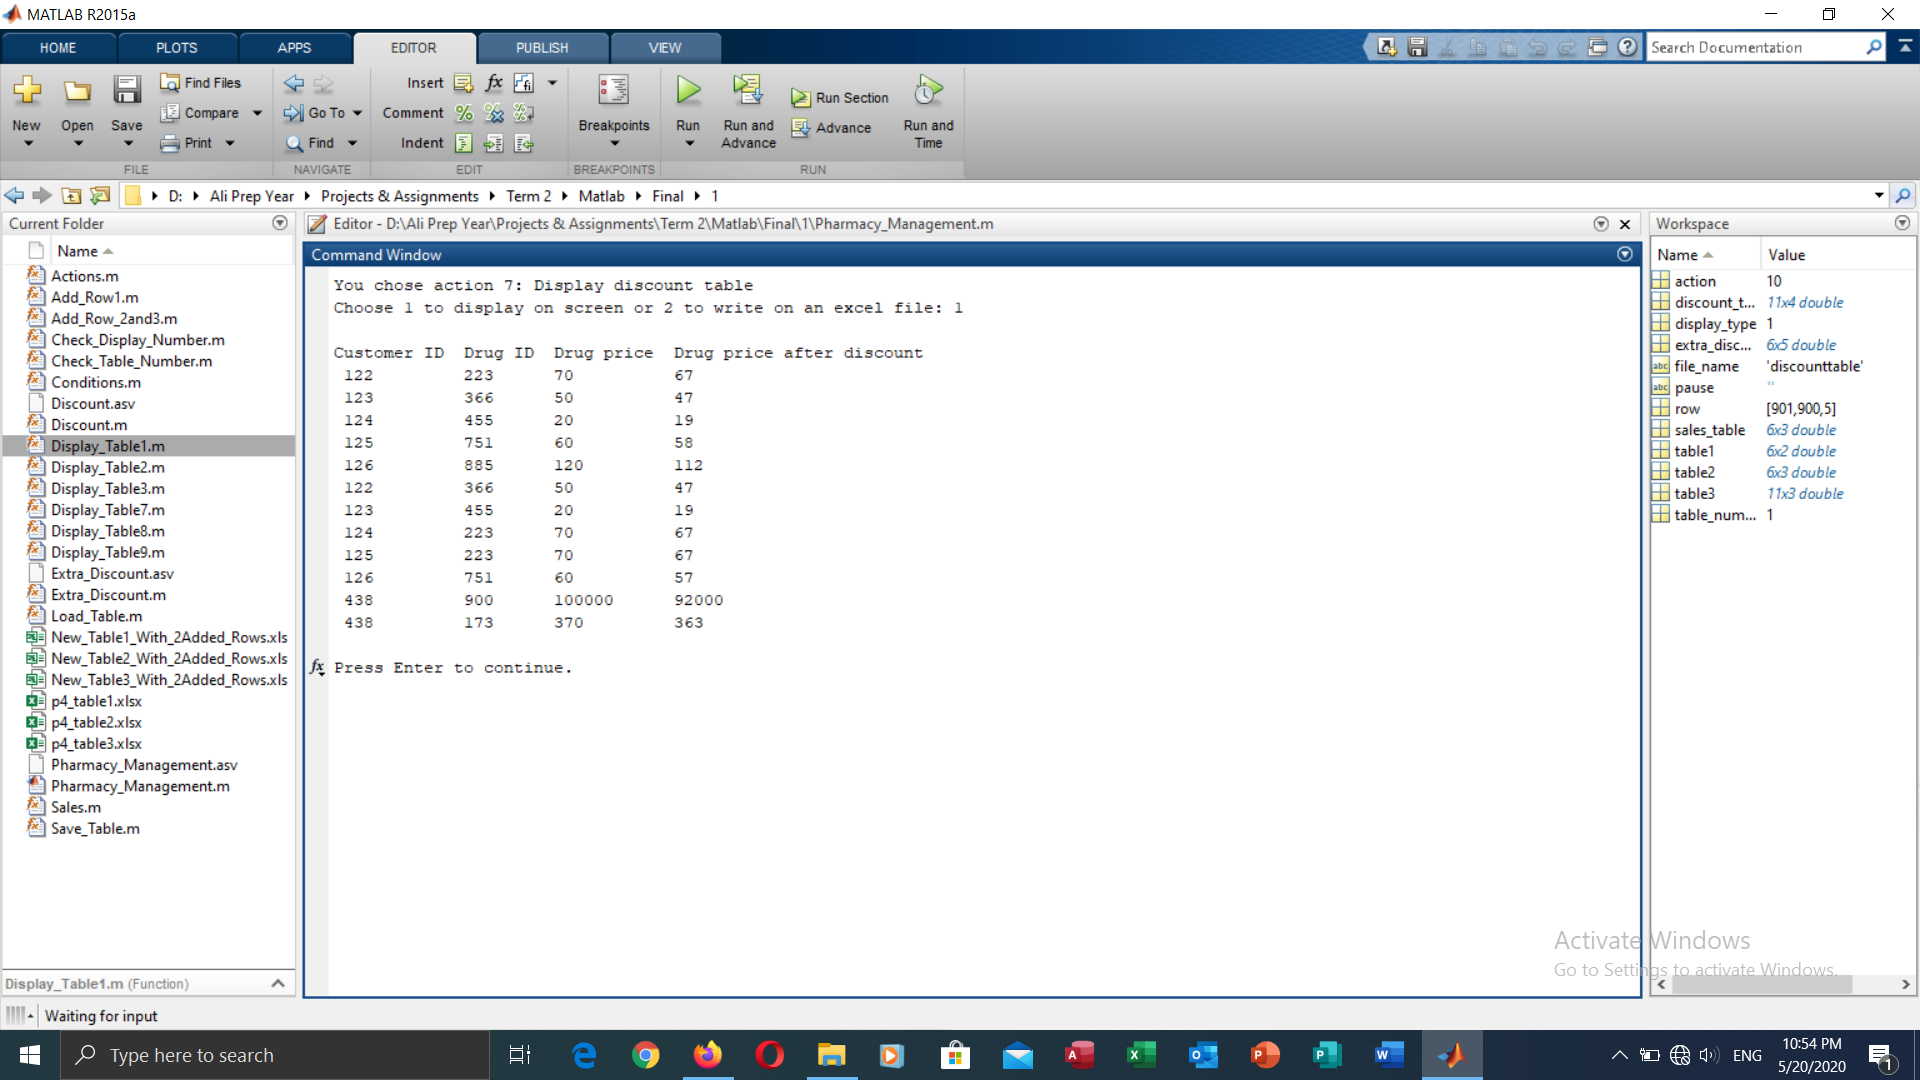 MATLAB R2015a
HOME PLOTS APPS EDITOR PUBLISH VIEW
Search Documentation
New Open Save Find Files Compare Print
FILE
Go To Find
NAVIGATE
Insert fx
Comment
Indent
EDIT
Breakpoints
BREAKPOINTS
Run Run and Advance Run Section Advance Run and Time
RUN
D: Ali Prep Year Projects & Assignments Term 2 Matlab Final 1
Current Folder
Name
Actions.m
Add_Row1.m
Add_Row_2and3.m
Check_Display_Number.m
Check_Table_Number.m
Conditions.m
Discount.asv
Discount.m
Display_Table1.m
Display_Table2.m
Display_Table3.m
Display_Table7.m
Display_Table8.m
Display_Table9.m
Extra_Discount.asv
Extra_Discount.m
Load_Table.m
New_Table1_With_2Added_Rows.xls
New_Table2_With_2Added_Rows.xls
New_Table3_With_2Added_Rows.xls
p4_table1.xlsx
p4_table2.xlsx
p4_table3.xlsx
Pharmacy_Management.asv
Pharmacy_Management.m
Sales.m
Save_Table.m
Display_Table1.m (Function)
Editor - D:\Ali Prep Year\Projects & Assignments\Term 2\Matlab\Final\1\Pharmacy_Management.m
Command Window
You chose action 7: Display discount table
Choose 1 to display on screen or 2 to write on an excel file: 1
Customer ID Drug ID Drug price Drug price after discount
122 223 70 67
123 366 50 47
124 455 20 19
125 751 60 58
126 885 120 112
122 366 50 47
123 455 20 19
124 223 70 67
125 223 70 67
126 751 60 57
438 900 100000 92000
438 173 370 363
fx Press Enter to continue.
Workspace
Name Value
action 10
discount_t... 11x4 double
display_type 1
extra_disc... 6x5 double
file_name 'discounttable'
pause ''
row [901,900,5]
sales_table 6x3 double
table1 6x2 double
table2 6x3 double
table3 11x3 double
table_num... 1
Activate Windows
Go to Settings to activate Windows.
Waiting for input
Type here to search
ENG
10:54 PM
5/20/2020
1